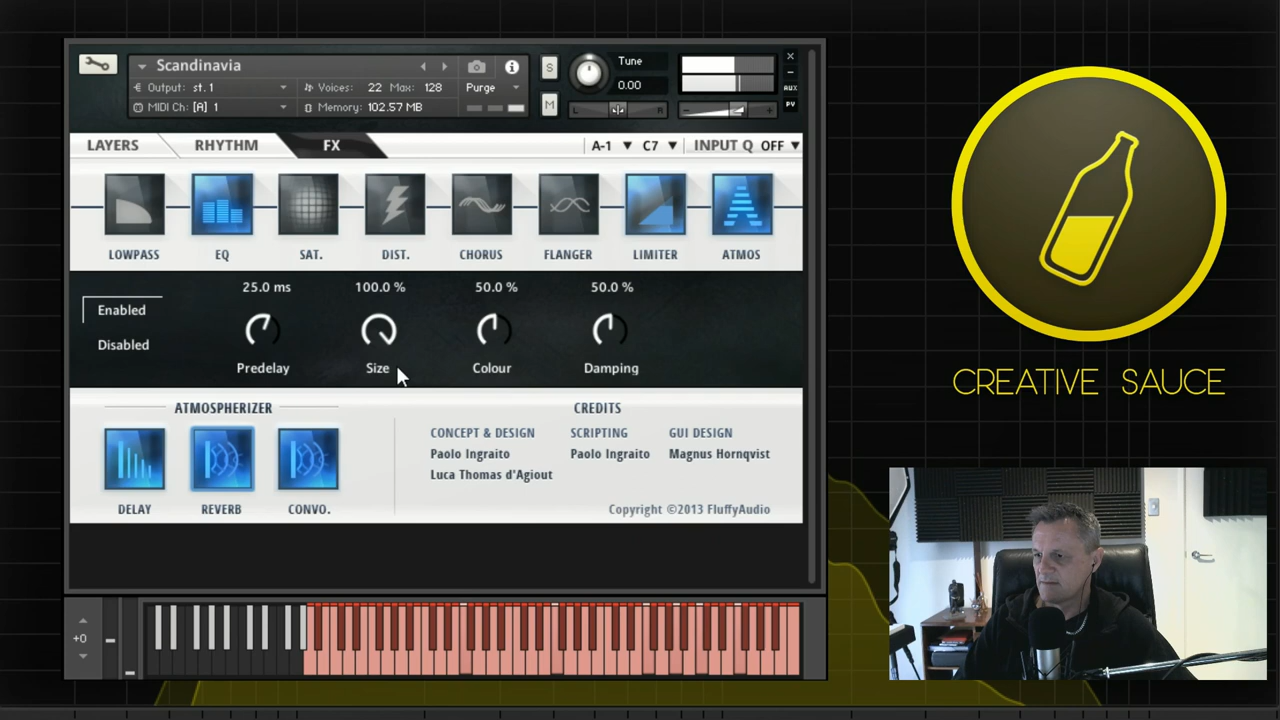 Scandinavia
S
Tune
AUX
Output: st. 1
Voices: 22 Max: 128
Purge
0.00
MIDI Ch: [A] 1
Memory: 102.57 MB
M
L
R
PV
LAYERS
RHYTHM
FX
A-1
C7
INPUT Q OFF
LOWPASS
EQ
SAT.
DIST.
CHORUS
FLANGER
LIMITER
ATMOS
25.0 ms
100.0 %
50.0 %
50.0 %
Enabled
Disabled
Predelay
Size
Colour
Damping
ATMOSPHERIZER
CREDITS
CONCEPT & DESIGN
SCRIPTING
GUI DESIGN
Paolo Ingraito
Paolo Ingraito
Magnus Hornqvist
Luca Thomas d'Agiout
DELAY
REVERB
CONVO.
Copyright ©2013 FluffyAudio
+0
CREATIVE SAUCE